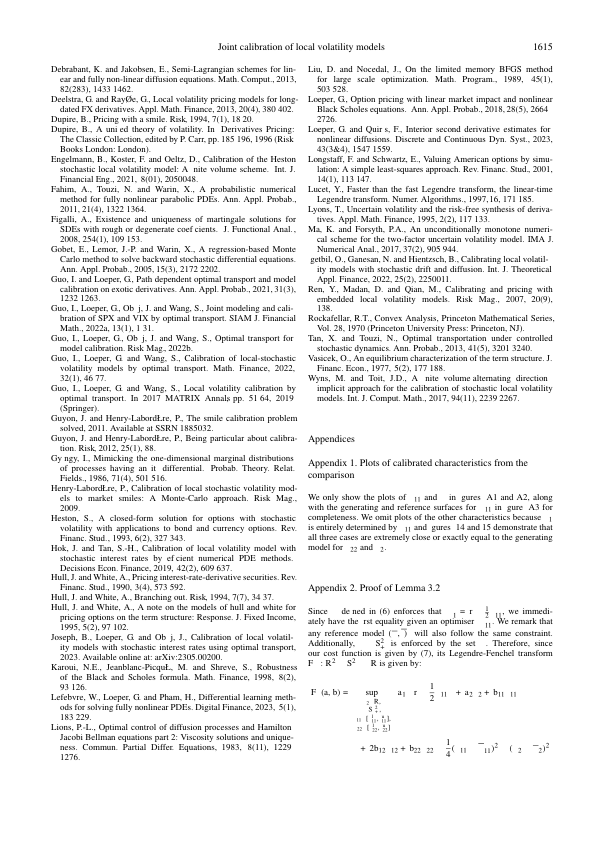 Joint calibration of local volatility models
1615
Debrabant, K. and Jakobsen, E., Semi-Lagrangian schemes for lin-
ear and fully non-linear diffusion equations. Math. Comput., 2013,
82(283), 1433 1462.
Deelstra, G. and RayØe, G., Local volatility pricing models for long-
dated FX derivatives. Appl. Math. Finance, 2013, 20(4), 380 402.
Dupire, B., Pricing with a smile. Risk, 1994, 7(1), 18 20.
Dupire, B., A uni ed theory of volatility. In Derivatives Pricing:
The Classic Collection, edited by P. Carr, pp. 185 196, 1996 (Risk
Books London: London).
Engelmann, B., Koster, F. and Oeltz, D., Calibration of the Heston
stochastic local volatility model: A nite volume scheme. Int. J.
Financial Eng., 2021, 8(01), 2050048.
Fahim, A., Touzi, N. and Warin, X., A probabilistic numerical
method for fully nonlinear parabolic PDEs. Ann. Appl. Probab.,
2011, 21(4), 1322 1364.
Figalli, A., Existence and uniqueness of martingale solutions for
SDEs with rough or degenerate coef cients. J. Functional Anal.,
2008, 254(1), 109 153.
Gobet, E., Lemor, J.-P. and Warin, X., A regression-based Monte
Carlo method to solve backward stochastic differential equations.
Ann. Appl. Probab., 2005, 15(3), 2172 2202.
Guo, I. and Loeper, G., Path dependent optimal transport and model
calibration on exotic derivatives. Ann. Appl. Probab., 2021, 31(3),
1232 1263.
Guo, I., Loeper, G., Ob j, J. and Wang, S., Joint modeling and cali-
bration of SPX and VIX by optimal transport. SIAM J. Financial
Math., 2022a, 13(1), 1 31.
Guo, I., Loeper, G., Ob j, J. and Wang, S., Optimal transport for
model calibration. Risk Mag., 2022b.
Guo, I., Loeper, G. and Wang, S., Calibration of local-stochastic
volatility models by optimal transport. Math. Finance, 2022,
32(1), 46 77.
Guo, I., Loeper, G. and Wang, S., Local volatility calibration by
optimal transport. In 2017 MATRIX Annals pp. 51 64, 2019
(Springer).
Guyon, J. and Henry-LabordŁre, P., The smile calibration problem
solved, 2011. Available at SSRN 1885032.
Guyon, J. and Henry-LabordŁre, P., Being particular about calibra-
tion. Risk, 2012, 25(1), 88.
Gy ngy, I., Mimicking the one-dimensional marginal distributions
of processes having an it differential. Probab. Theory. Relat.
Fields., 1986, 71(4), 501 516.
Henry-LabordŁre, P., Calibration of local stochastic volatility mod-
els to market smiles: A Monte-Carlo approach. Risk Mag.,
2009.
Heston, S., A closed-form solution for options with stochastic
volatility with applications to bond and currency options. Rev.
Financ. Stud., 1993, 6(2), 327 343.
Hok, J. and Tan, S.-H., Calibration of local volatility model with
stochastic interest rates by ef cient numerical PDE methods.
Decisions Econ. Finance, 2019, 42(2), 609 637.
Hull, J. and White, A., Pricing interest-rate-derivative securities. Rev.
Financ. Stud., 1990, 3(4), 573 592.
Hull, J. and White, A., Branching out. Risk, 1994, 7(7), 34 37.
Hull, J. and White, A., A note on the models of hull and white for
pricing options on the term structure: Response. J. Fixed Income,
1995, 5(2), 97 102.
Joseph, B., Loeper, G. and Ob j, J., Calibration of local volatil-
ity models with stochastic interest rates using optimal transport,
2023. Available online at: arXiv:2305.00200.
Karoui, N.E., Jeanblanc-PicquĹ, M. and Shreve, S., Robustness
of the Black and Scholes formula. Math. Finance, 1998, 8(2),
93 126.
Lefebvre, W., Loeper, G. and Pham, H., Differential learning meth-
ods for solving fully nonlinear PDEs. Digital Finance, 2023, 5(1),
183 229.
Lions, P.-L., Optimal control of diffusion processes and Hamilton
Jacobi Bellman equations part 2: Viscosity solutions and unique-
ness. Commun. Partial Differ. Equations, 1983, 8(11), 1229
1276.
Liu, D. and Nocedal, J., On the limited memory BFGS method
for large scale optimization. Math. Program., 1989, 45(1),
503 528.
Loeper, G., Option pricing with linear market impact and nonlinear
Black Scholes equations. Ann. Appl. Probab., 2018, 28(5), 2664
2726.
Loeper, G. and Quir s, F., Interior second derivative estimates for
nonlinear diffusions. Discrete and Continuous Dyn. Syst., 2023,
43(3&4), 1547 1559.
Longstaff, F. and Schwartz, E., Valuing American options by simu-
lation: A simple least-squares approach. Rev. Financ. Stud., 2001,
14(1), 113 147.
Lucet, Y., Faster than the fast Legendre transform, the linear-time
Legendre transform. Numer. Algorithms., 1997,16, 171 185.
Lyons, T., Uncertain volatility and the risk-free synthesis of deriva-
tives. Appl. Math. Finance, 1995, 2(2), 117 133.
Ma, K. and Forsyth, P.A., An unconditionally monotone numeri-
cal scheme for the two-factor uncertain volatility model. IMA J.
Numerical Anal., 2017, 37(2), 905 944.
getbil, O., Ganesan, N. and Hientzsch, B., Calibrating local volatil-
ity models with stochastic drift and diffusion. Int. J. Theoretical
Appl. Finance, 2022, 25(2), 2250011.
Ren, Y., Madan, D. and Qian, M., Calibrating and pricing with
embedded local volatility models. Risk Mag., 2007, 20(9),
138.
Rockafellar, R.T., Convex Analysis, Princeton Mathematical Series,
Vol. 28, 1970 (Princeton University Press: Princeton, NJ).
Tan, X. and Touzi, N., Optimal transportation under controlled
stochastic dynamics. Ann. Probab., 2013, 41(5), 3201 3240.
Vasicek, O., An equilibrium characterization of the term structure. J.
Financ. Econ., 1977, 5(2), 177 188.
Wyns, M. and Toit, J.D., A nite volume alternating direction
implicit approach for the calibration of stochastic local volatility
models. Int. J. Comput. Math., 2017, 94(11), 2239 2267.
Appendices
Appendix 1. Plots of calibrated characteristics from the
comparison
We only show the plots of 11 and in gures A1 and A2, along
with the generating and reference surfaces for 11 in gure A3 for
completeness. We omit plots of the other characteristics because 1
is entirely determined by 11 and gures 14 and 15 demonstrate that
all three cases are extremely close or exactly equal to the generating
model for 22 and 2.
Appendix 2. Proof of Lemma 3.2
Since de ned in (6) enforces that 1 = r 1/2 11, we immedi-
ately have the rst equality given an optimiser 11. We remark that
any reference model (¯, ¯) will also follow the same constraint.
Additionally, S2+ is enforced by the set . Therefore, since
our cost function is given by (7), its Legendre-Fenchel transform
F : R2 S2 R is given by:
F (a, b) = sup a1 r 1/2 11 + a2 2 + b11 11
2 R,
S2+,
+ 2b12 12 + b22 22 1/4 ( 11 ¯11)2 ( 2 ¯2)2